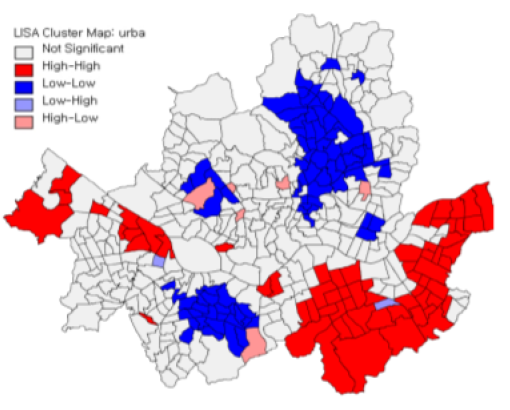 LISA Cluster Map: urba
Not Significant
High-High
Low-Low
Low-High
High-Low